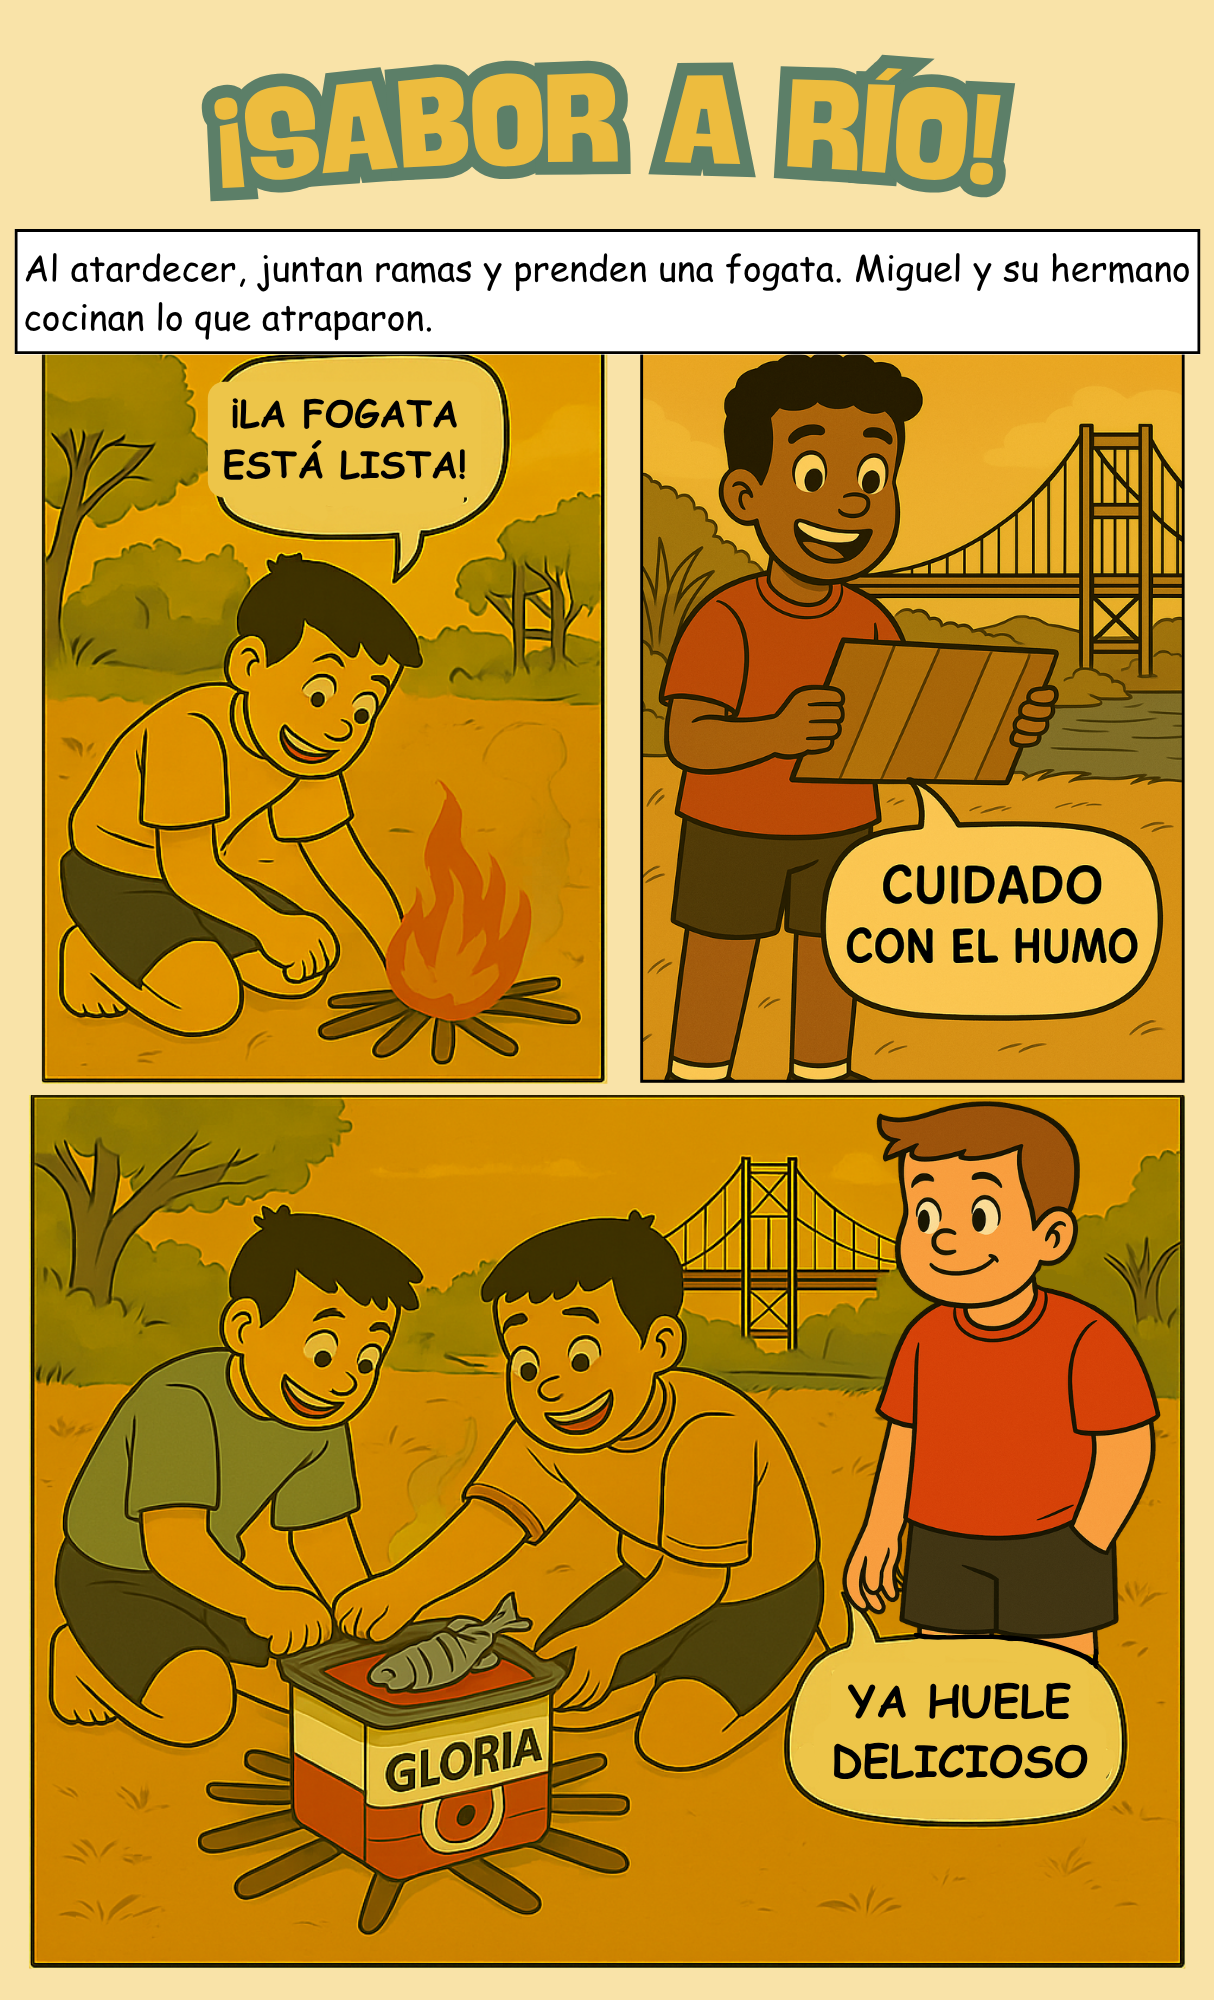 ¡SABOR A RÍO!
Al atardecer, juntan ramas y prenden una fogata. Miguel y su hermano
cocinan lo que atraparon.
¡LA FOGATA
ESTÁ LISTA!
CUIDADO
CON EL HUMO
YA HUELE
DELICIOSO
GLORIA